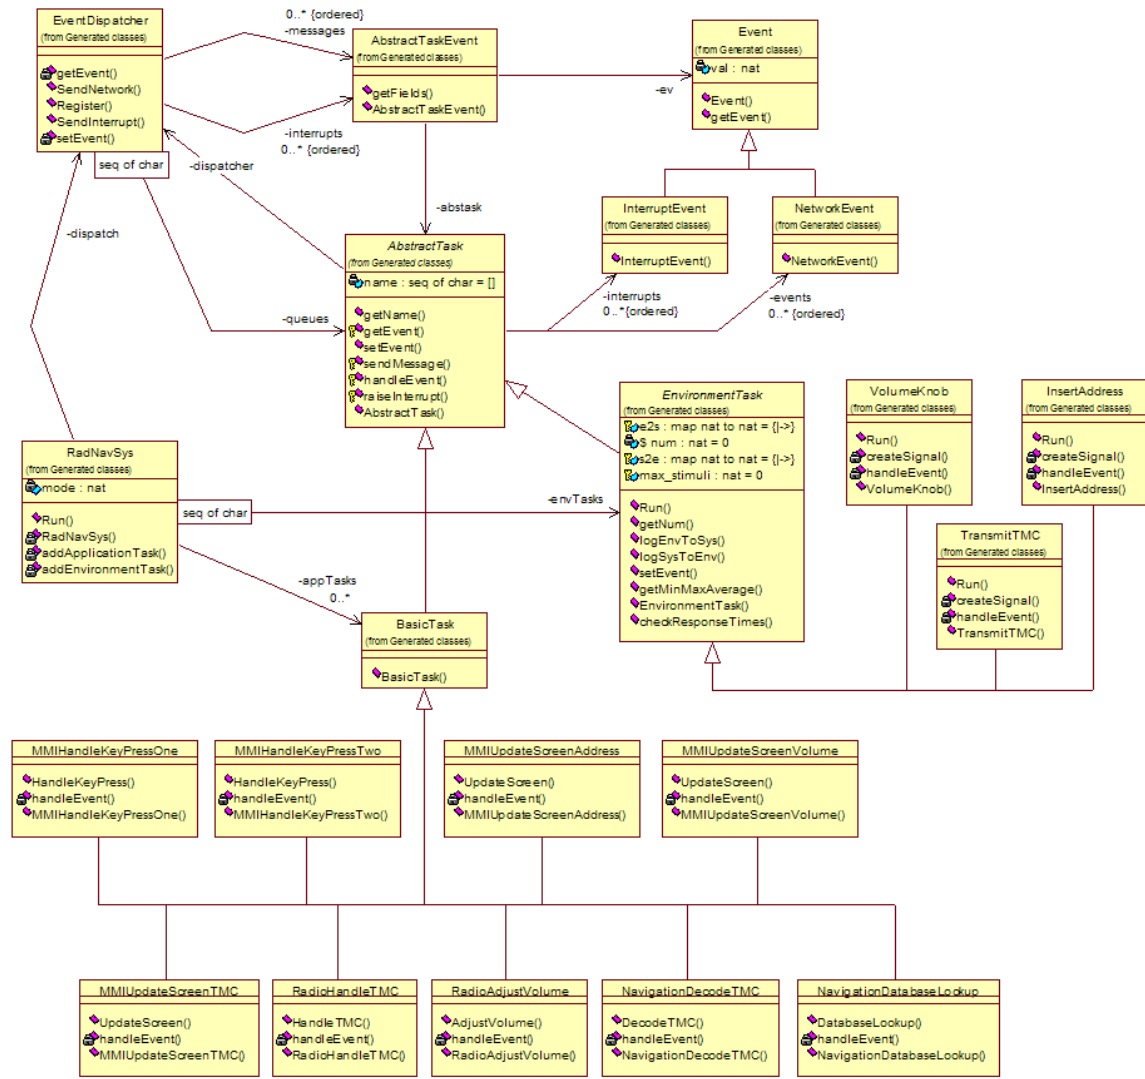 EventDispatcher
(from Generated classes)
getEvent()
SendNetwork()
Register()
SendInterrupt()
setEvent()
seq of char
0..* {ordered}
-messages
-interrupts
0..* {ordered}
-dispatcher
AbstractTaskEvent
(from Generated classes)
getFields()
AbstractTaskEvent()
-ev
-abstask
Event
(from Generated classes)
val : nat
Event()
getEvent()
InterruptEvent
(from Generated classes)
InterruptEvent()
NetworkEvent
(from Generated classes)
NetworkEvent()
-dispatch
-queues
AbstractTask
(from Generated classes)
name : seq of char = []
getName()
getEvent()
setEvent()
sendMessage()
handleEvent()
raiseInterrupt()
AbstractTask()
-interrupts
0..*{ordered}
-events
0..* {ordered}
EnvironmentTask
(from Generated classes)
e2s : map nat to nat = {|->}
$ num : nat = 0
s2e : map nat to nat = {|->}
max_stimuli : nat = 0
Run()
getNum()
logEnvToSys()
logSysToEnv()
setEvent()
getMinMaxAverage()
EnvironmentTask()
checkResponseTimes()
VolumeKnob
(from Generated classes)
Run()
createSignal()
handleEvent()
VolumeKnob()
InsertAddress
(from Generated classes)
Run()
createSignal()
handleEvent()
InsertAddress()
TransmitTMC
(from Generated classes)
Run()
createSignal()
handleEvent()
TransmitTMC()
RadNavSys
(from Generated classes)
mode : nat
Run()
RadNavSys()
addApplicationTask()
addEnvironmentTask()
seq of char
-envTasks
-appTasks
0..*
BasicTask
(from Generated classes)
BasicTask()
MMIHandleKeyPressOne
HandleKeyPress()
handleEvent()
MMIHandleKeyPressOne()
MMIHandleKeyPressTwo
HandleKeyPress()
handleEvent()
MMIHandleKeyPressTwo()
MMIUpdateScreenAddress
UpdateScreen()
handleEvent()
MMIUpdateScreenAddress()
MMIUpdateScreenVolume
UpdateScreen()
handleEvent()
MMIUpdateScreenVolume()
MMIUpdateScreenTMC
UpdateScreen()
handleEvent()
MMIUpdateScreenTMC()
RadioHandleTMC
HandleTMC()
handleEvent()
RadioHandleTMC()
RadioAdjustVolume
AdjustVolume()
handleEvent()
RadioAdjustVolume()
NavigationDecodeTMC
DecodeTMC()
handleEvent()
NavigationDecodeTMC()
NavigationDatabaseLookup
DatabaseLookup()
handleEvent()
NavigationDatabaseLookup()